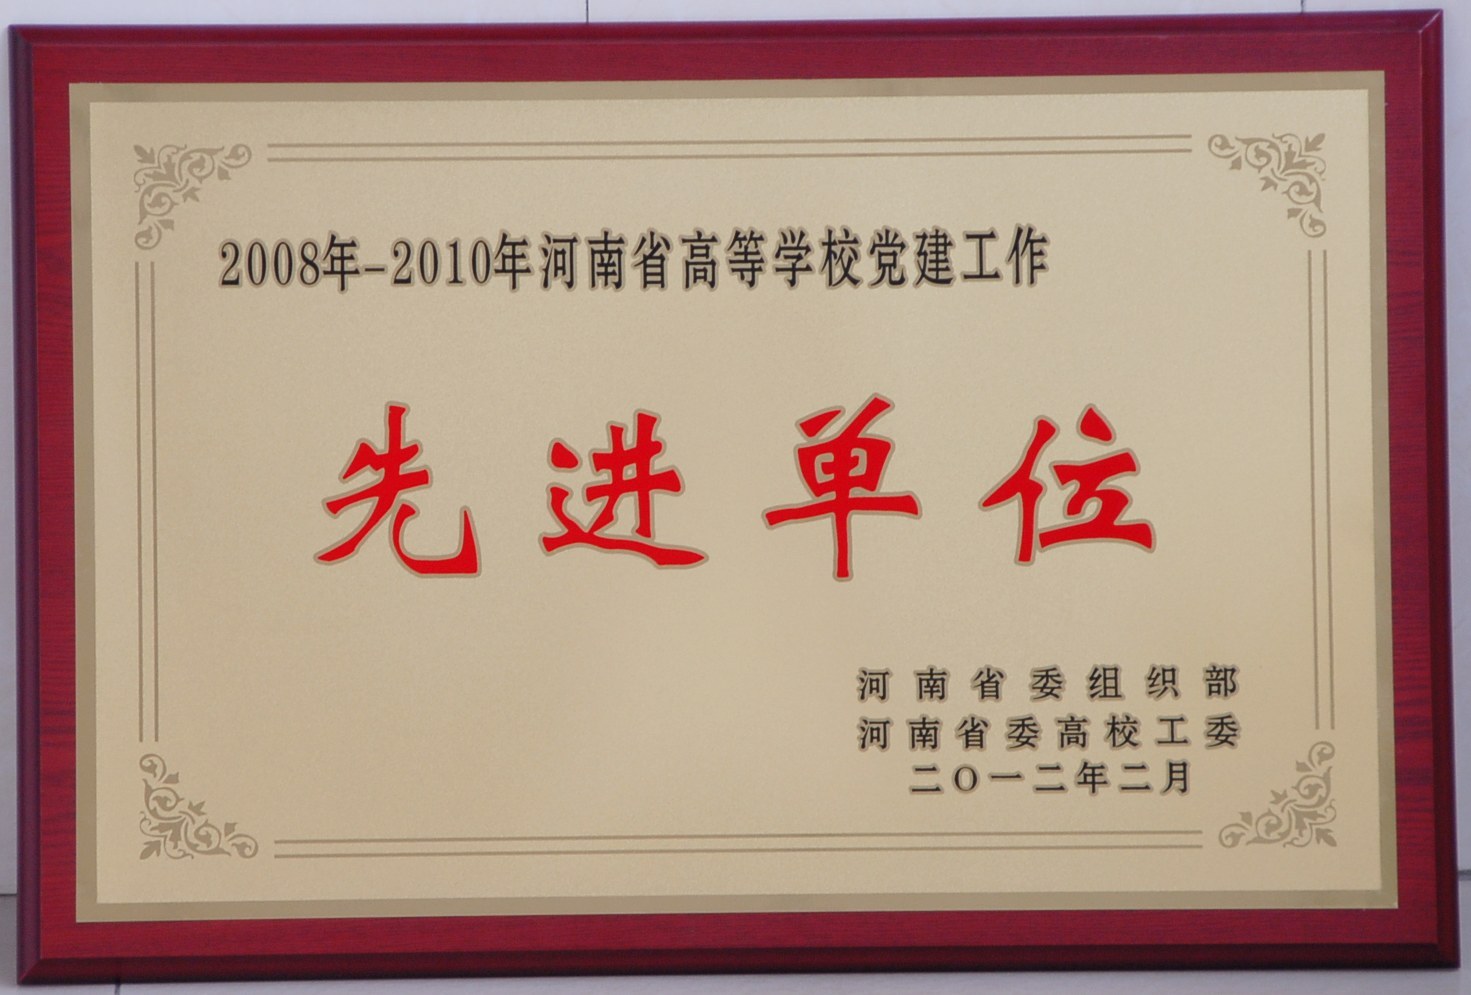 2008年-2010年河南省高等学校党建工作
先进单位
河南省委组织部
河南省委高校工委
二O一二年二月